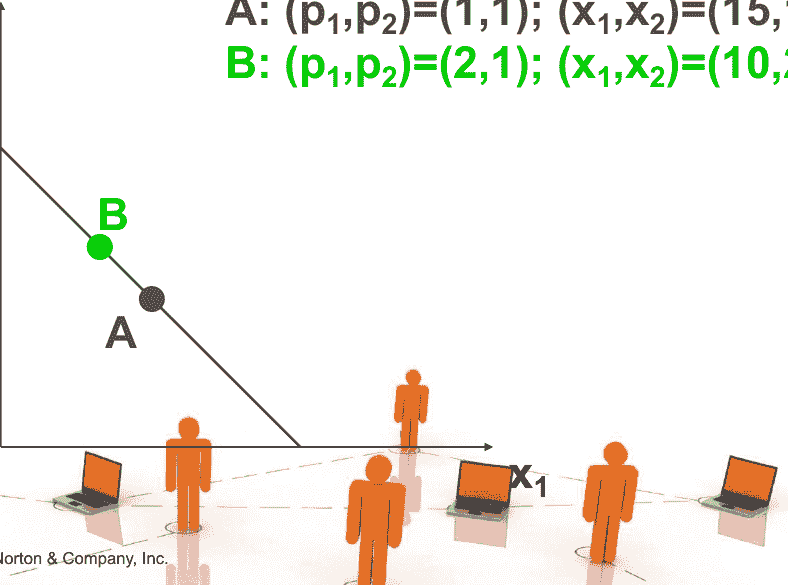 A: (p₁,p₂)=(1,1); (x₁,x₂)=(15,
B: (p₁,p₂)=(2,1); (x₁,x₂)=(10,
B
A
x₁
Norton & Company, Inc.